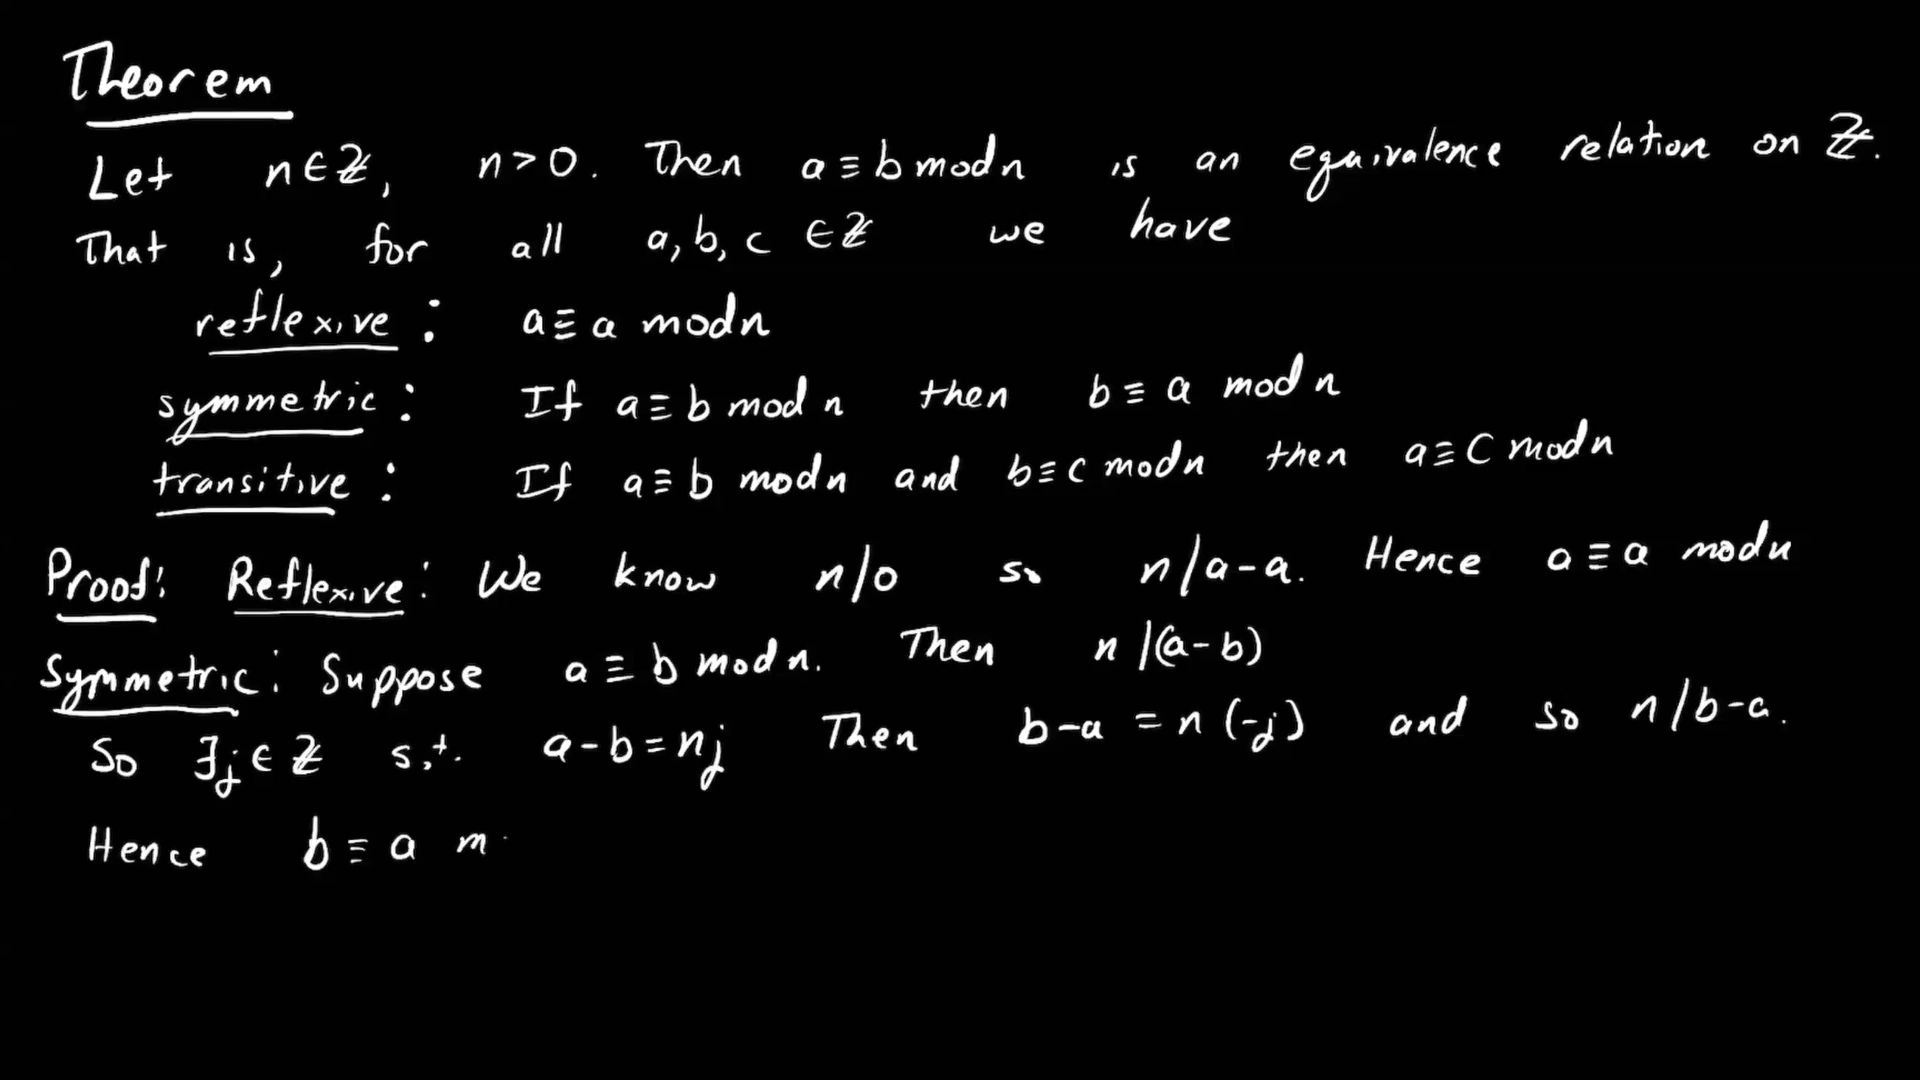 Theorem
Let n∈ℤ, n>0. Then a≡b mod n is an equivalence relation on ℤ.
That is, for all a, b, c ∈ℤ we have
reflexive: a≡a mod n
symmetric: If a≡b mod n then b≡a mod n
transitive: If a≡b mod n and b≡c mod n then a≡c mod n
Proof: Reflexive: We know n/0 so n/a-a. Hence a≡a mod n
Symmetric: Suppose a≡b mod n. Then n|(a-b)
So ∃j∈ℤ s.t. a-b=nj Then b-a=n(-j) and so n/b-a.
Hence b≡a m